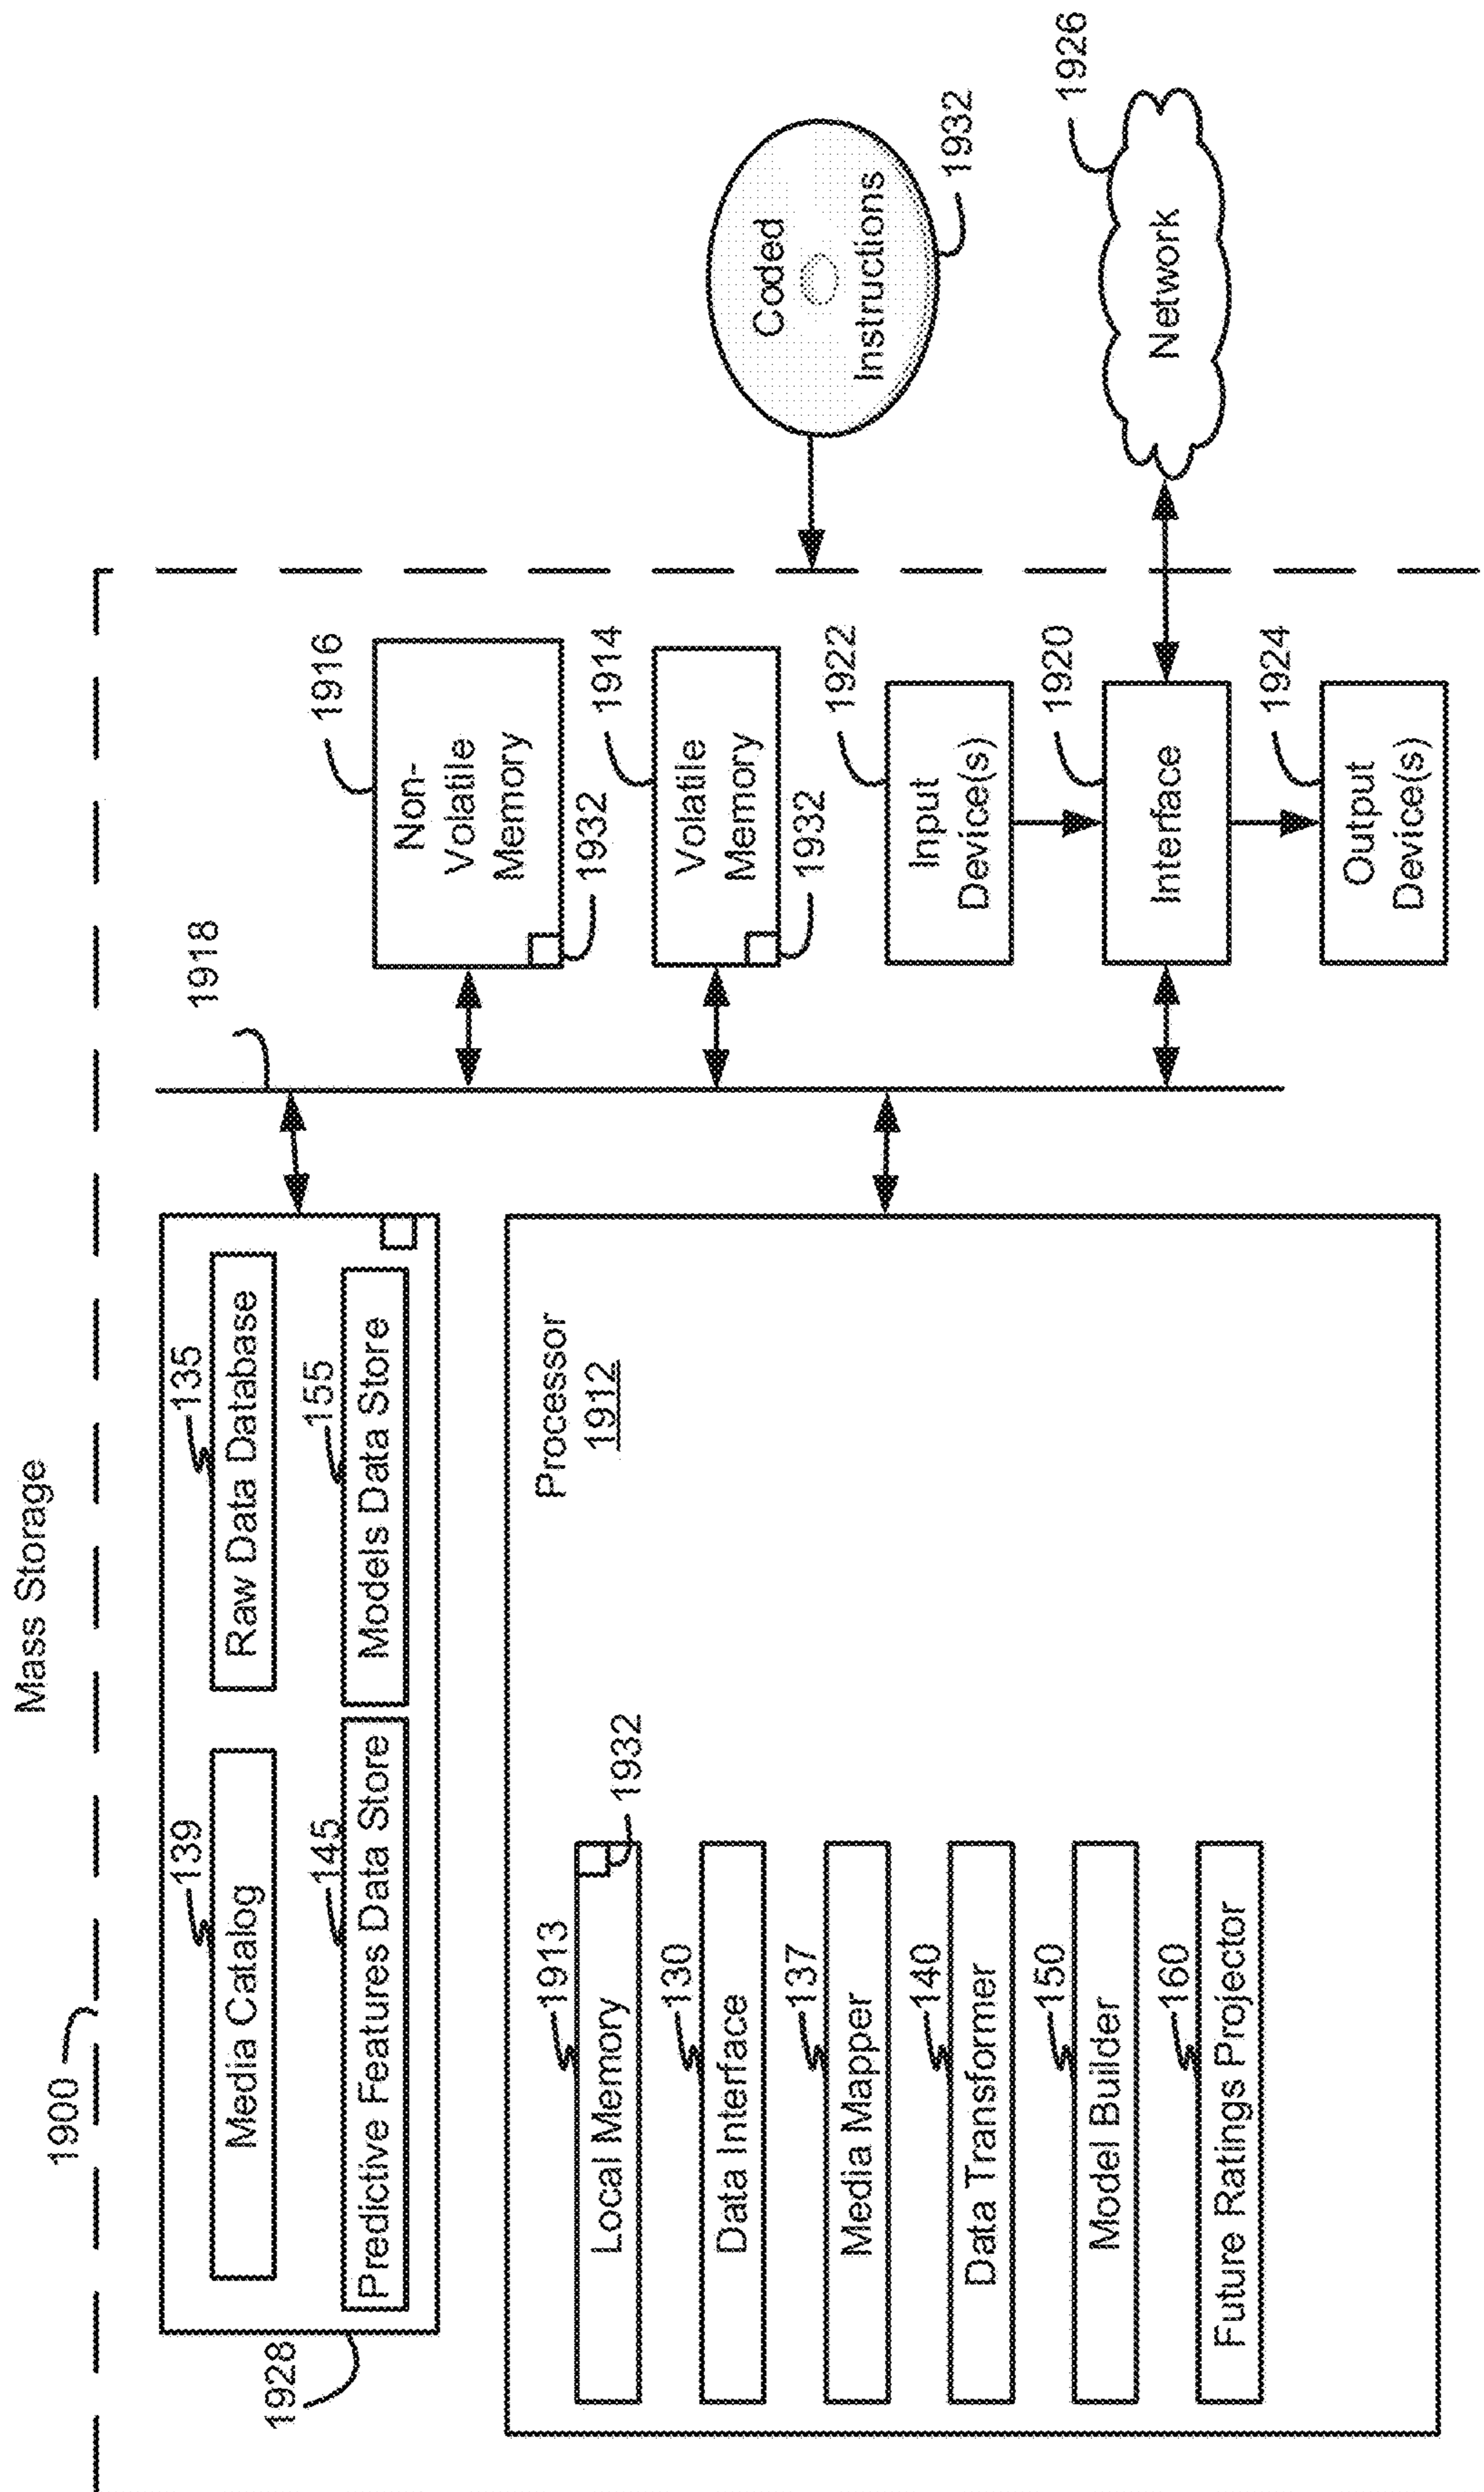 Mass Storage
1900
139
Media Catalog
135
Raw Data Database
145
Predictive Features Data Store
155
Models Data Store
1928
1918
1916
Non-
Volatile
Memory
1932
1914
Volatile
Memory
1932
1922
Input
Device(s)
1920
Interface
1924
Output
Device(s)
Processor
1912
1913
Local Memory
1932
130
Data Interface
137
Media Mapper
140
Data Transformer
150
Model Builder
160
Future Ratings Projector
Coded
Instructions
1932
1926
Network